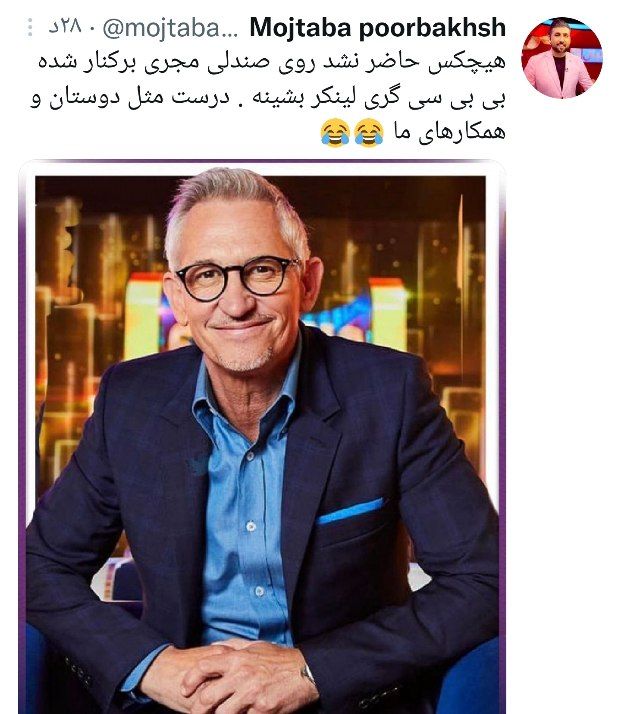 Mojtaba poorbakhsh @mojtaba... · ۲۸د
هیچکس حاضر نشد روی صندلی مجری برکنار شده
بی بی سی گری لینکر بشینه . درست مثل دوستان و
همکارهای ما 😂😂